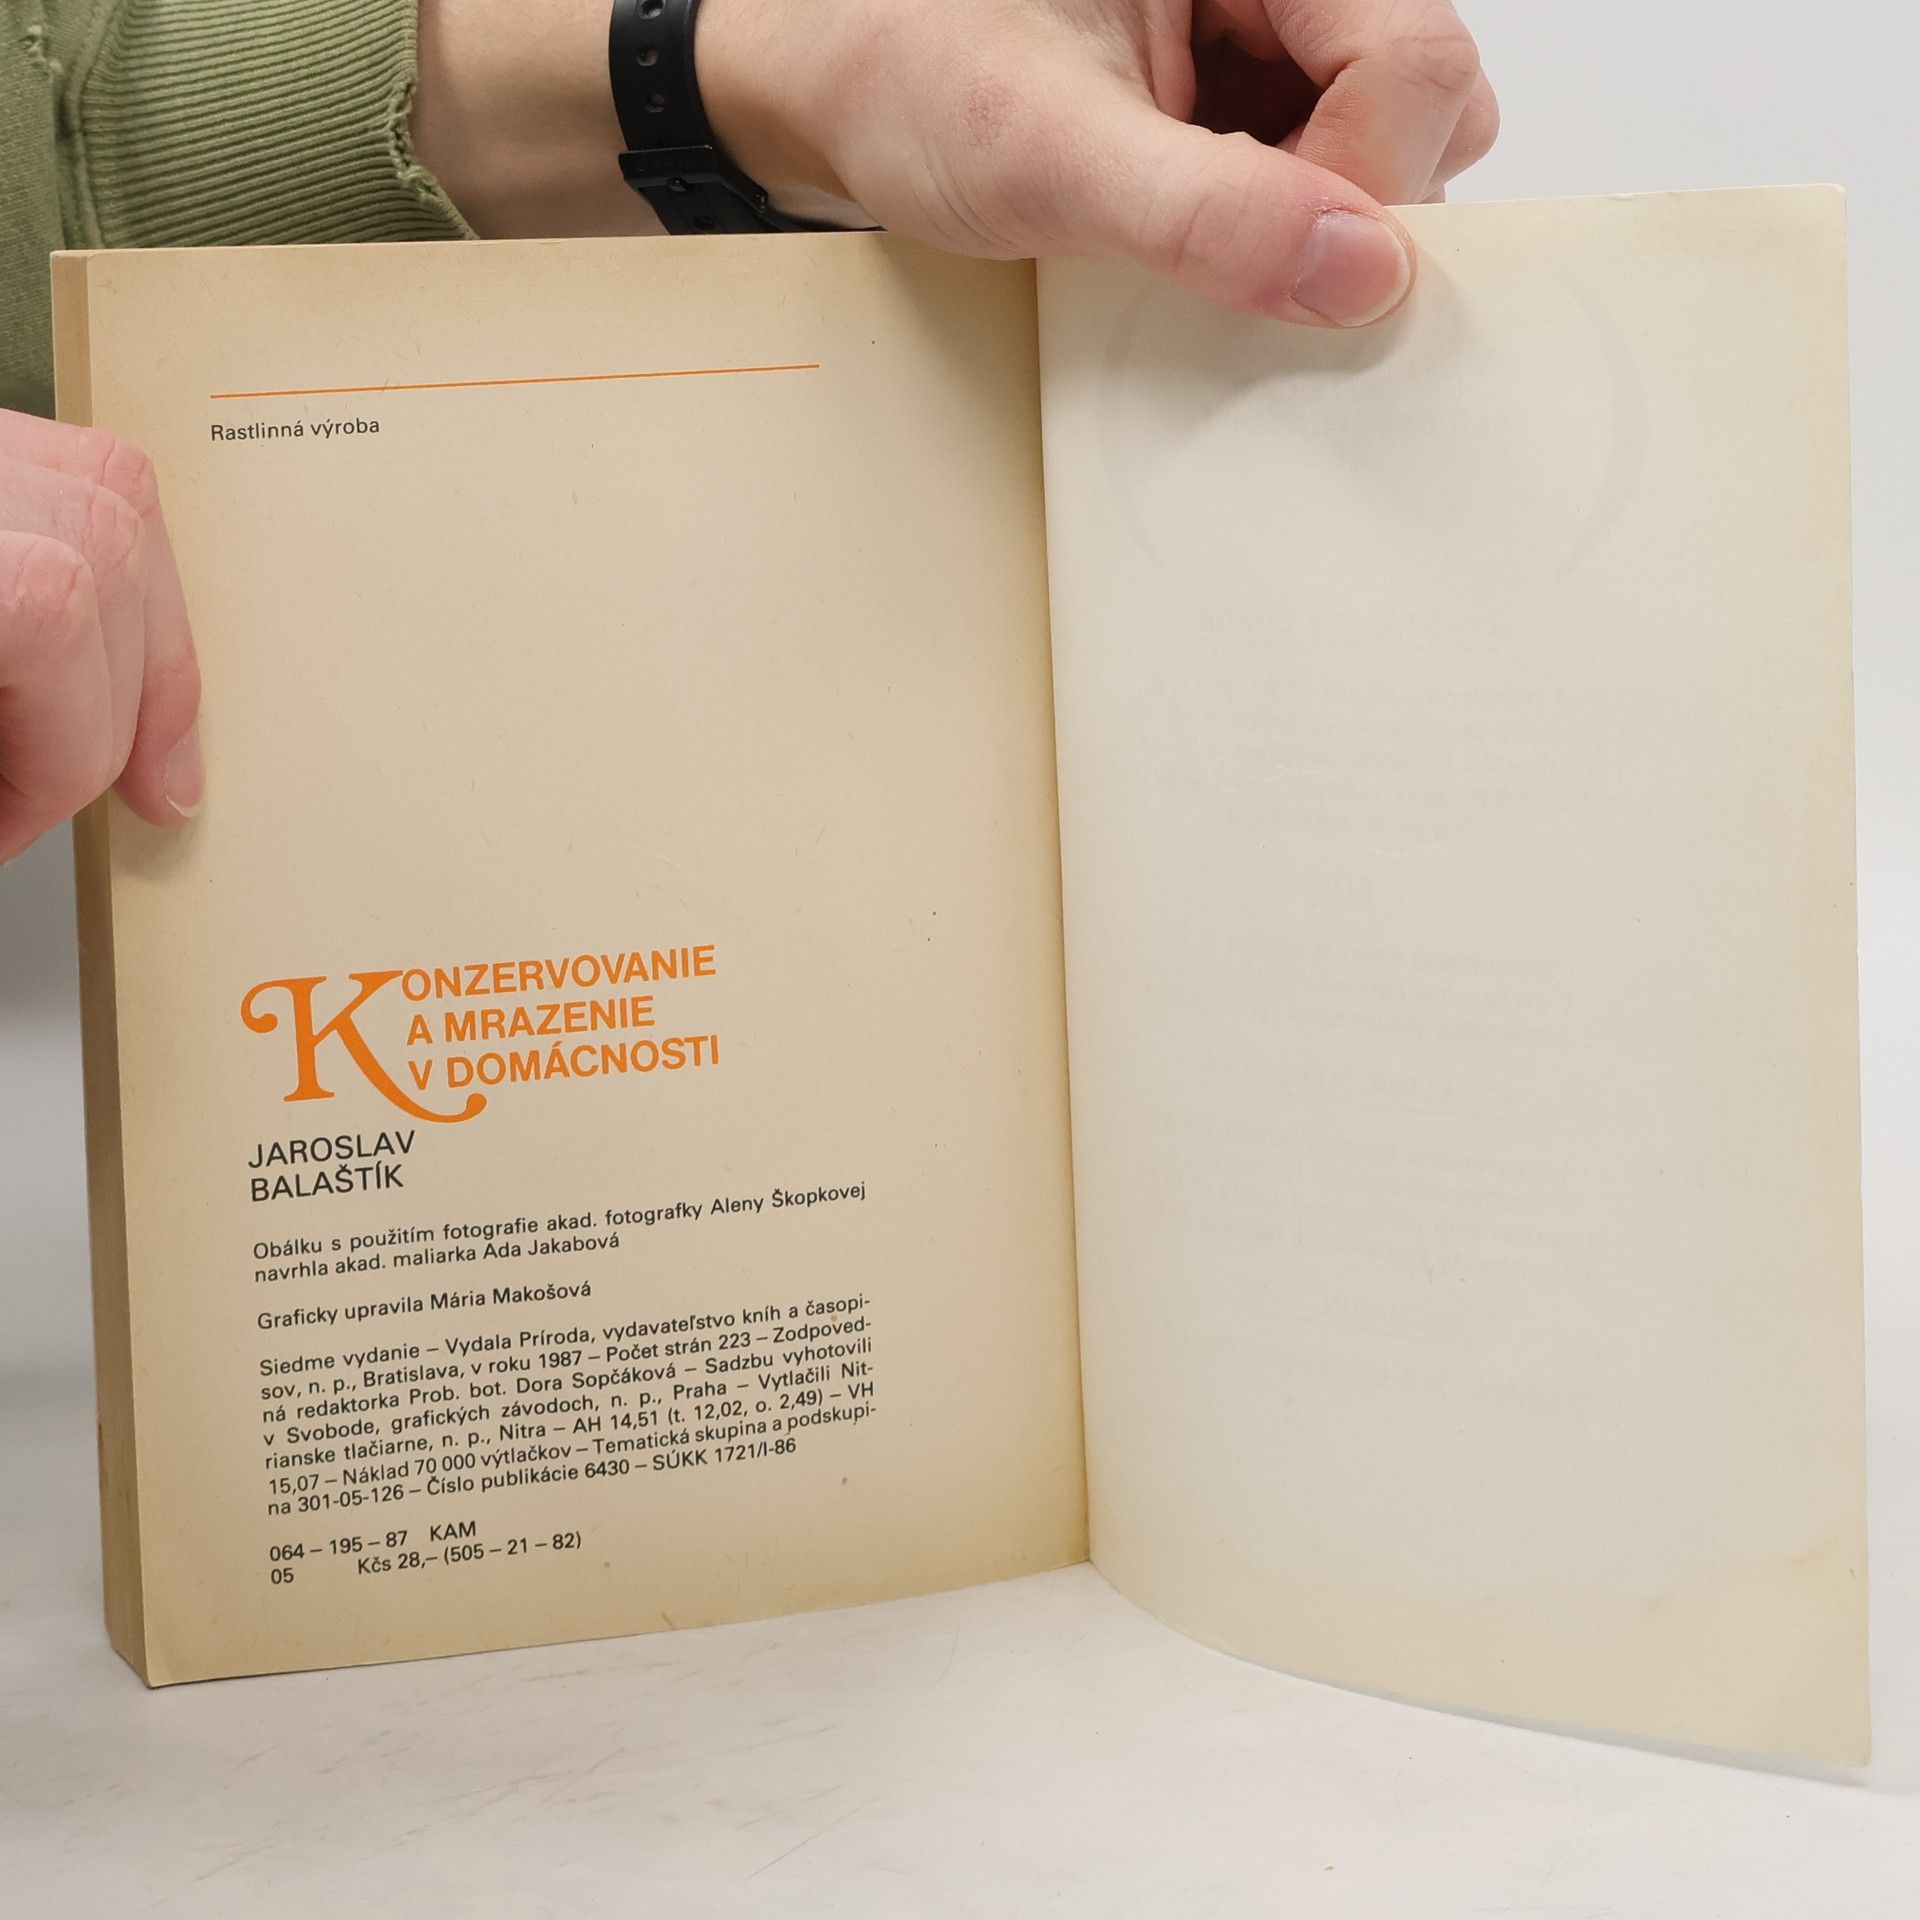 Rastlinná výroba
KONZERVOVANIE
A MRAZENIE
V DOMÁCNOSTI
JAROSLAV
BALAŠTÍK
Obálku s použitím fotografie akad. fotografky Aleny Škopkovej
navrhla akad. maliarka Ada Jakabová
Graficky upravila Mária Makošová
Siedme vydanie – Vydala Príroda, vydavateľstvo kníh a časopi-
sov, n. p., Bratislava, v roku 1987 – Počet strán 223 – Zodpoved-
ná redaktorka Prob. bot. Dora Sopčáková – Sadzbu vyhotovili
v Svobode, grafických závodoch, n. p., Praha – Vytlačili Nit-
rianske tlačiarne, n. p., Nitra – AH 14,51 (t. 12,02, o. 2,49) – VH
15,07 – Náklad 70 000 výtlačkov – Tematická skupina a podskupi-
na 301-05-126 – Číslo publikácie 6430 – SÚKK 1721/I-86
064 – 195 – 87 KAM
05 Kčs 28,– (505 – 21 – 82)